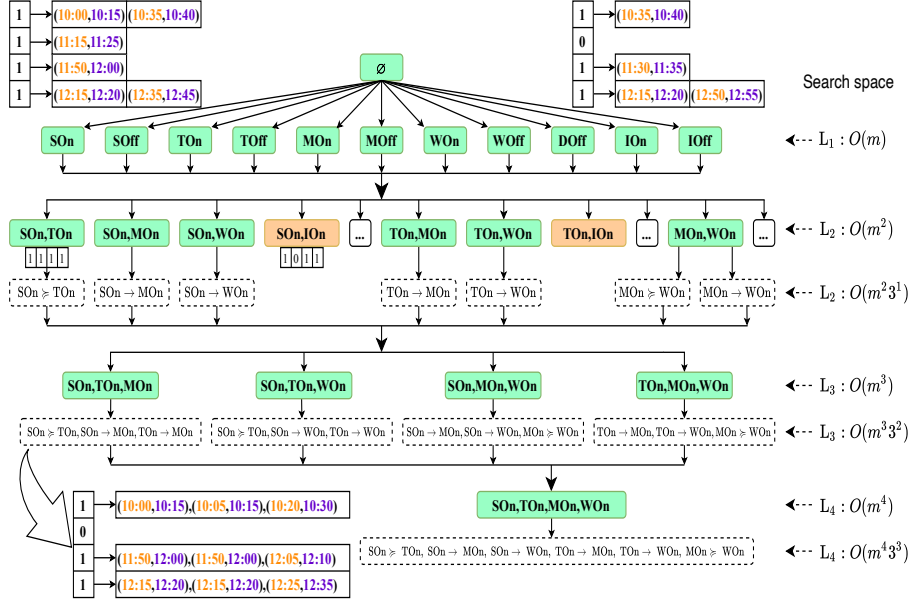 1 (10:00,10:15) (10:35,10:40)
1 (11:15,11:25)
1 (11:50,12:00)
1 (12:15,12:20) (12:35,12:45)
1 (10:35,10:40)
0
1 (11:30,11:35)
1 (12:15,12:20) (12:50,12:55)
Search space
∅
SOn SOff TOn TOff MOn MOff WOn WOff DOff IOn IOff
L₁ : O(m)
SOn,TOn SOn,MOn SOn,WOn SOn,IOn ... TOn,MOn TOn,WOn TOn,IOn ... MOn,WOn ...
L₂ : O(m²)
1 1 1 1
1 0 1 1
SOn ≽ TOn SOn → MOn SOn → WOn TOn → MOn TOn → WOn MOn ≽ WOn MOn → WOn
L₂ : O(m²3¹)
SOn,TOn,MOn SOn,TOn,WOn SOn,MOn,WOn TOn,MOn,WOn
L₃ : O(m³)
SOn ≽ TOn, SOn → MOn, TOn → MOn
SOn ≽ TOn, SOn → WOn, TOn → WOn
SOn → MOn, SOn → WOn, MOn ≽ WOn
TOn → MOn, TOn → WOn, MOn ≽ WOn
L₃ : O(m³3²)
1 (10:00,10:15),(10:05,10:15),(10:20,10:30)
0
1 (11:50,12:00),(11:50,12:00),(12:05,12:10)
1 (12:15,12:20),(12:15,12:20),(12:25,12:35)
SOn,TOn,MOn,WOn
L₄ : O(m⁴)
SOn ≽ TOn, SOn → MOn, SOn → WOn, TOn → MOn, TOn → WOn, MOn ≽ WOn
L₄ : O(m⁴3³)